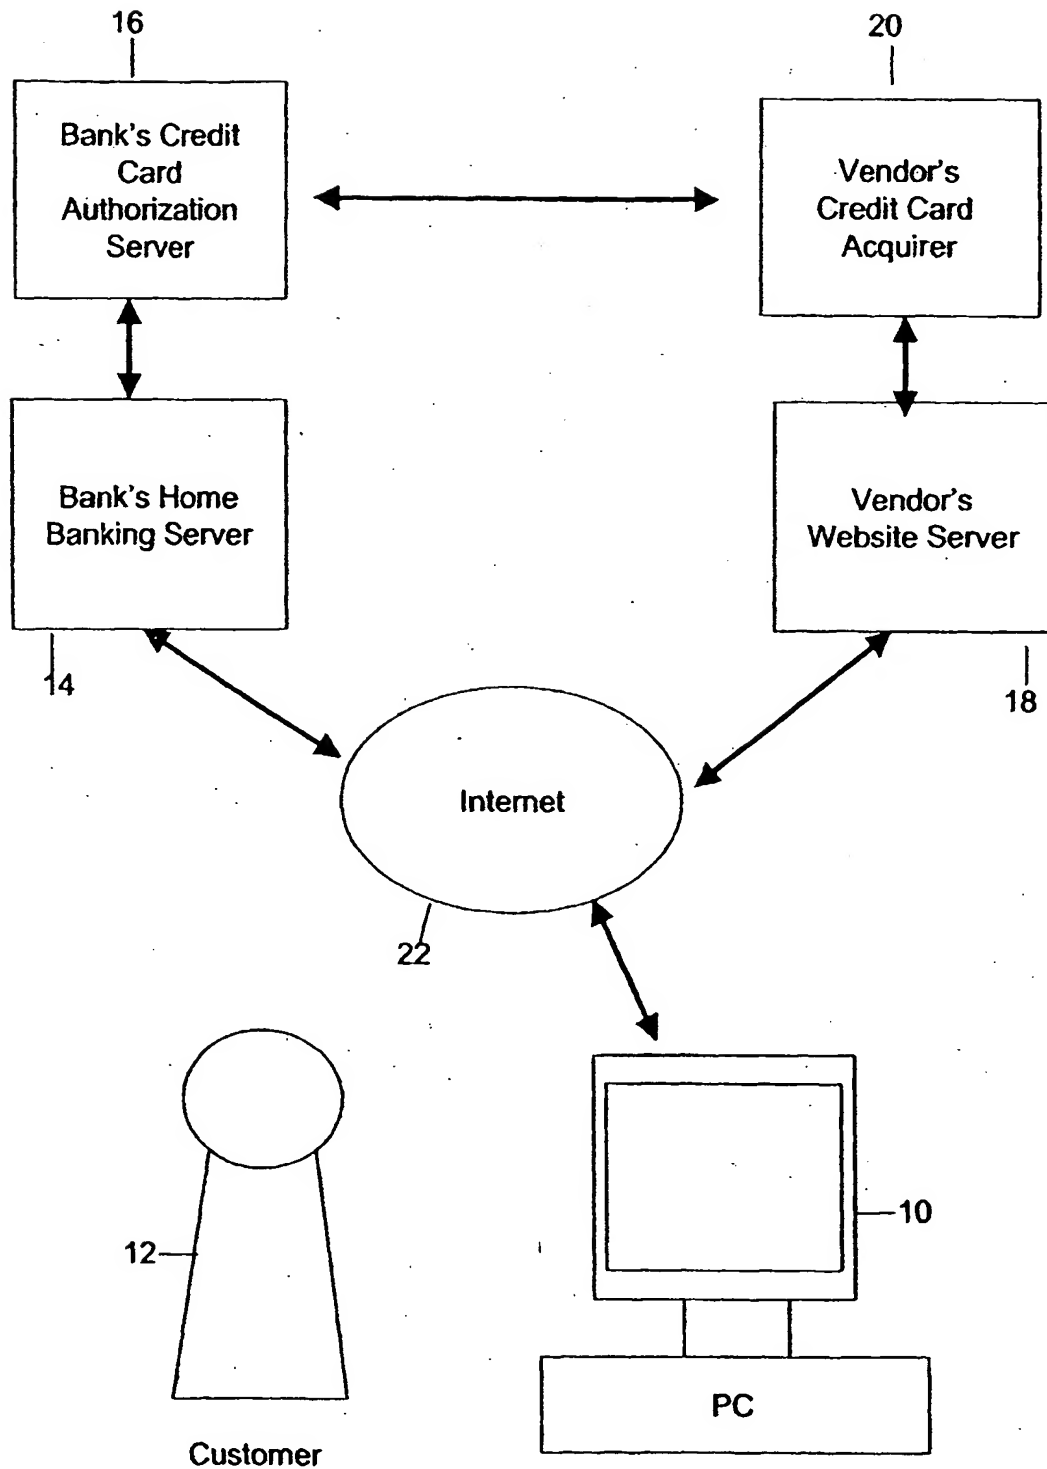 16
20
Bank's Credit
Card
Authorization
Server
Vendor's
Credit Card
Acquirer
Bank's Home
Banking Server
Vendor's
Website Server
14
18
Internet
22
12
10
PC
Customer